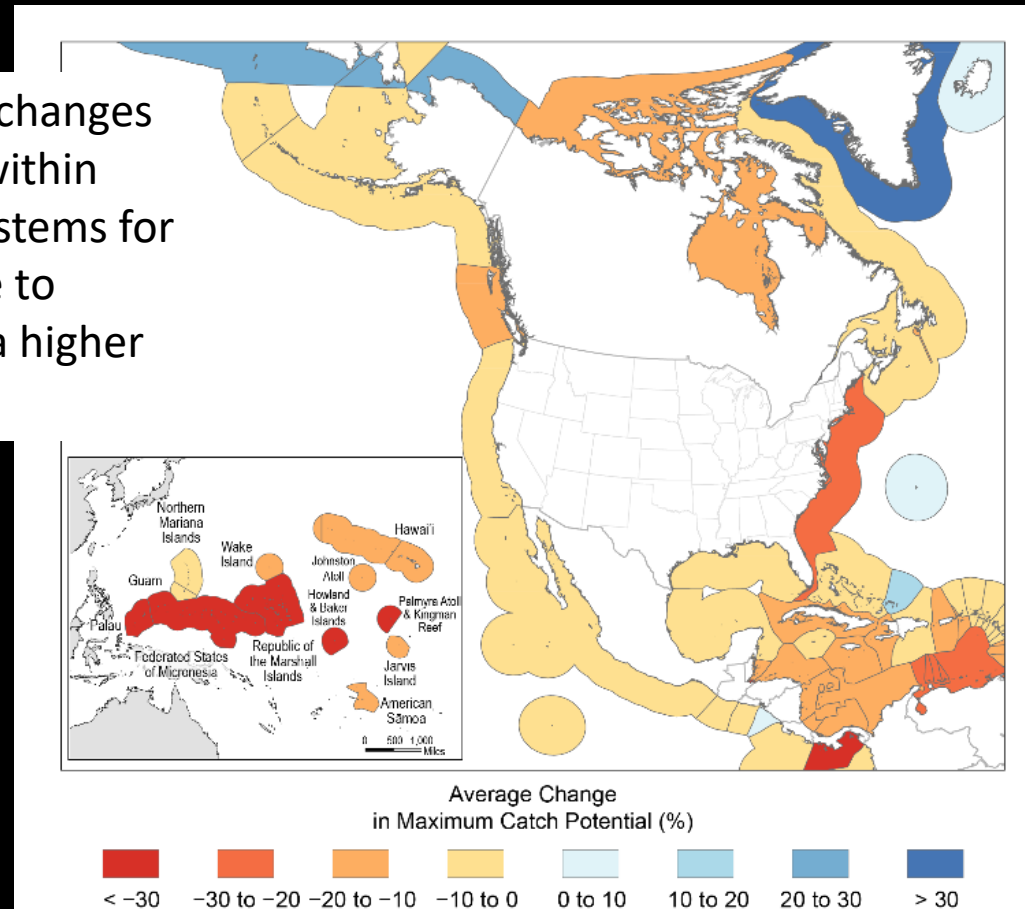 changes
within
stems for
e to
a higher
Northern
Mariana
Islands
Guam
Wake
Island
Johnston
Atoll
Hawai'i
Howland
& Baker
Islands
Palmyra Atoll
& Kingman
Reef
Palau
Federated States
of Micronesia
Republic of
the Marshall
Islands
Jarvis
Island
American
Sāmoa
0 500 1,000
Miles
Average Change
in Maximum Catch Potential (%)
< −30 −30 to −20 −20 to −10 −10 to 0 0 to 10 10 to 20 20 to 30 > 30